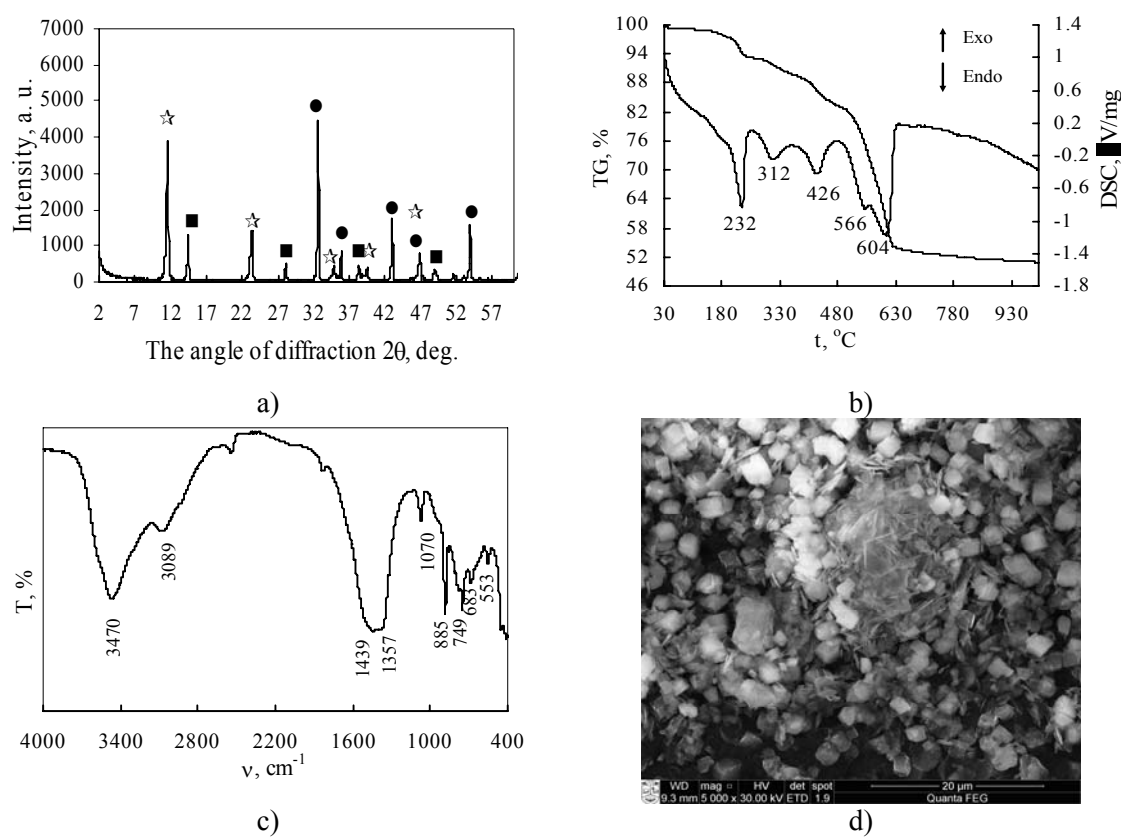 a)
7000
6000
5000
4000
3000
2000
1000
0
Intensity, a. u.
2 7 12 17 22 27 32 37 42 47 52 57
The angle of diffraction 2θ, deg.
b)
100
94
88
82
76
70
64
58
52
46
TG, %
Exo
Endo
1.4
1
0.6
0.2
-0.2
-0.6
-1
-1.4
-1.8
DSC, V/mg
232
312
426
566
604
30 180 330 480 630 780 930
t, °C
c)
T, %
3470
3089
1439
1357
1070
885
749
683
553
4000 3400 2800 2200 1600 1000 400
ν, cm⁻¹
d)
WD mag □ HV det spot
9.3 mm 5 000 x 30.00 kV ETD 1.9
20 µm
Quanta FEG